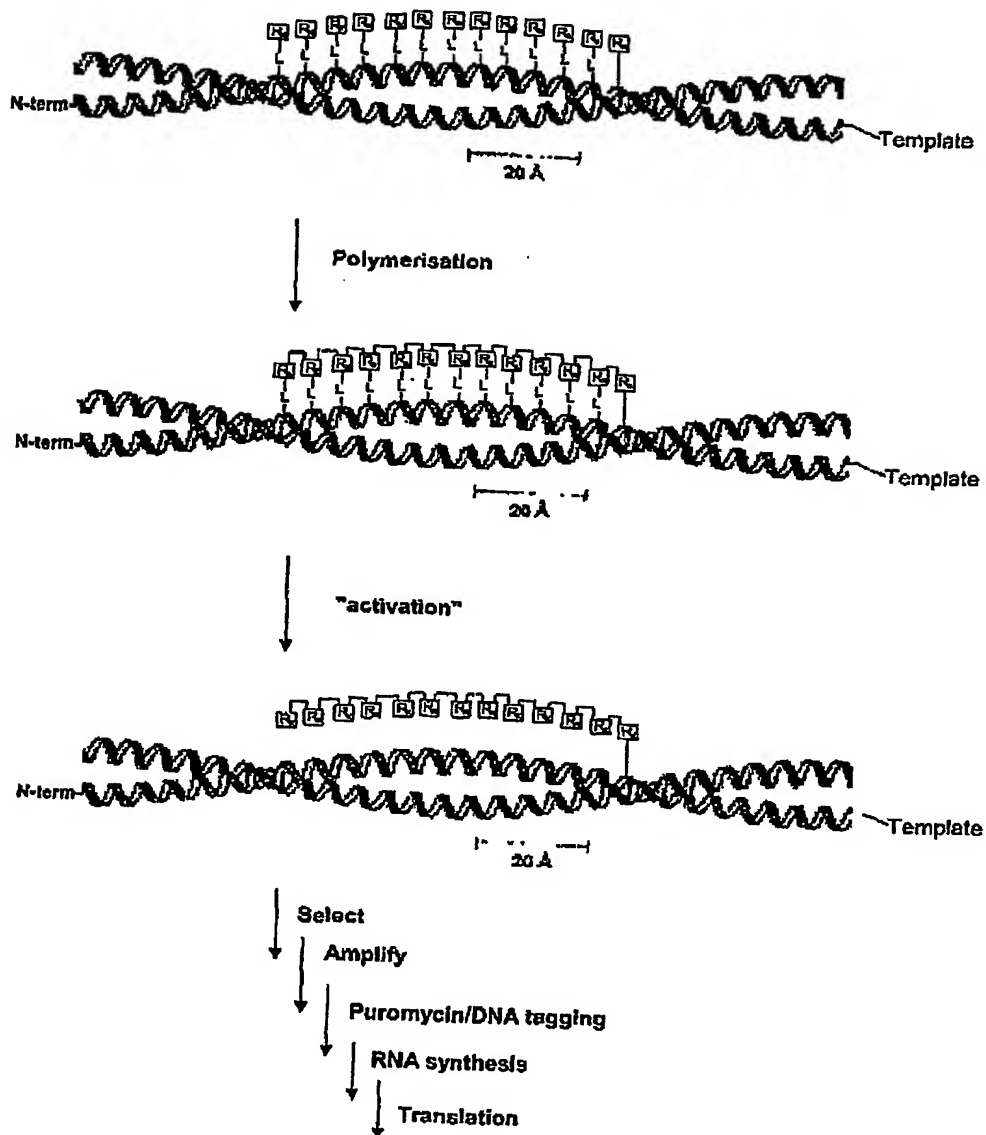 R R R R R R R R R R R R R
L L L L L L L L L L L L
N-term
Template
20 Å
Polymerisation
R R R R R R R R R R R R R
L L L L L L L L L L L L
N-term
Template
20 Å
"activation"
R R R R R R R R R R R R R
N-term
Template
20 Å
Select
Amplify
Puromycin/DNA tagging
RNA synthesis
Translation